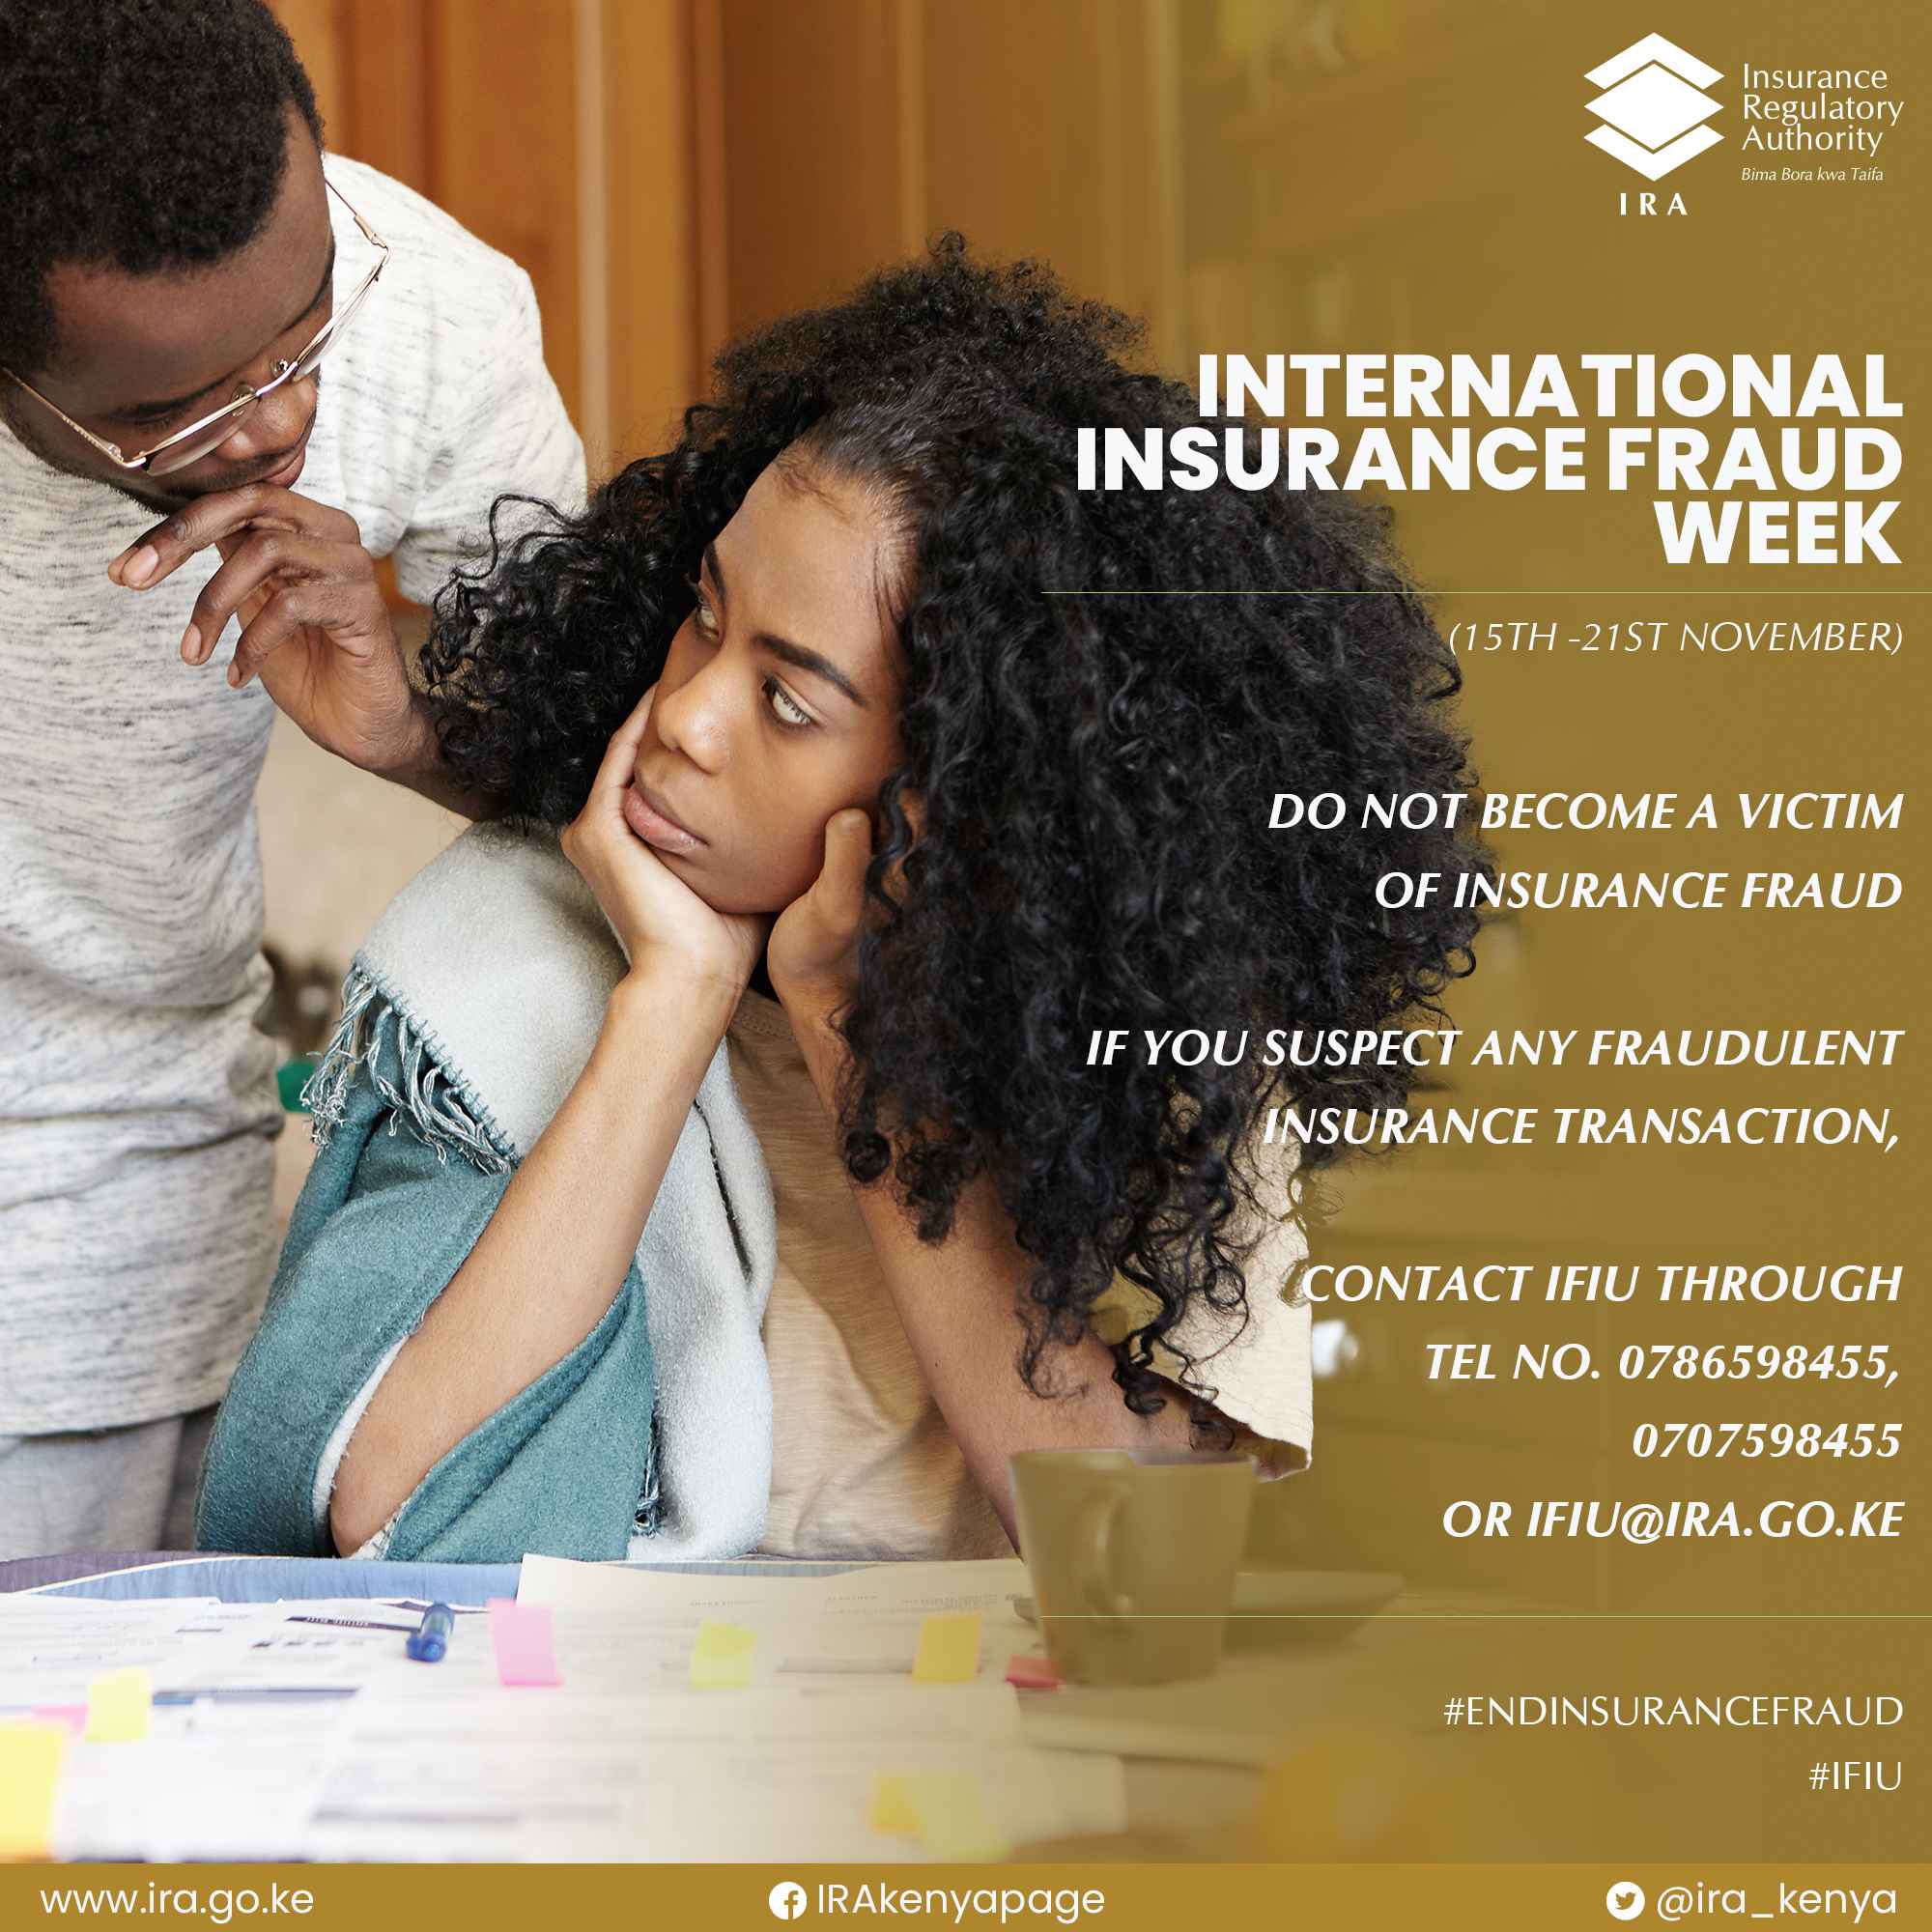 Insurance
Regulatory
Authority
Bima Bora kwa Taifa
IRA
INTERNATIONAL
INSURANCE FRAUD
WEEK
(15TH -21ST NOVEMBER)
DO NOT BECOME A VICTIM
OF INSURANCE FRAUD
IF YOU SUSPECT ANY FRAUDULENT
INSURANCE TRANSACTION,
CONTACT IFIU THROUGH
TEL NO. 0786598455,
0707598455
OR IFIU@IRA.GO.KE
#ENDINSURANCEFRAUD
#IFIU
www.ira.go.ke
IRAkenyapage
@ira_kenya